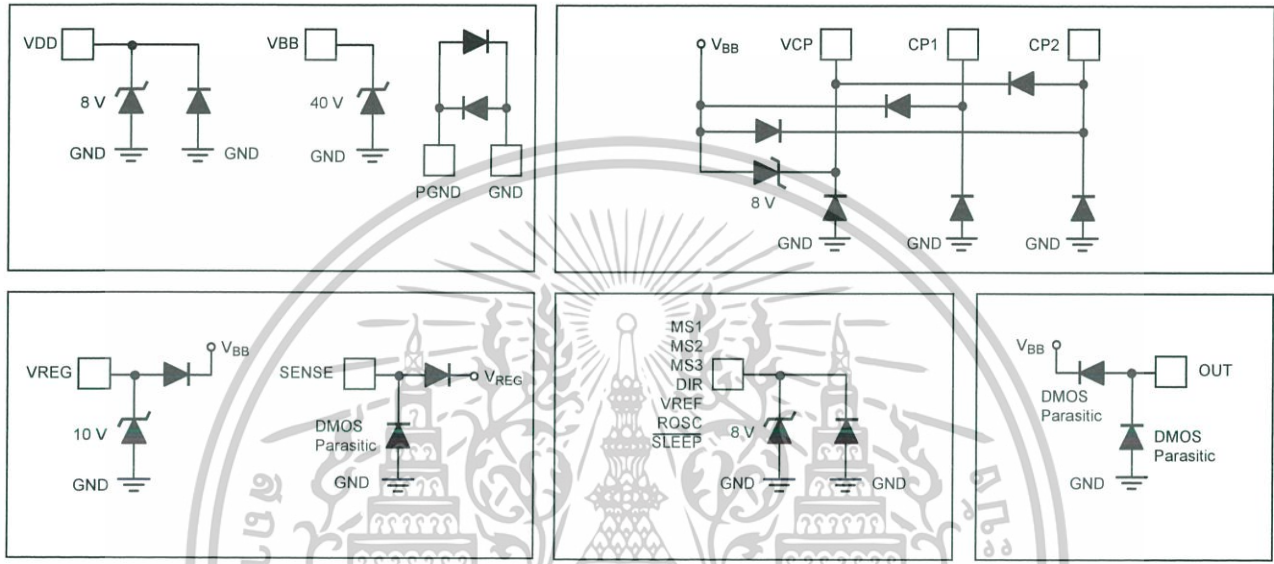 VDD
8 V
GND
GND
VBB
40 V
GND
PGND
GND
VBB
VCP
CP1
CP2
8 V
GND
GND
GND
VREG
VBB
10 V
GND
SENSE
VREG
DMOS
Parasitic
GND
MS1
MS2
MS3
DIR
VREF
ROSC
SLEEP
8 V
GND
GND
VBB
OUT
DMOS
Parasitic
DMOS
Parasitic
GND